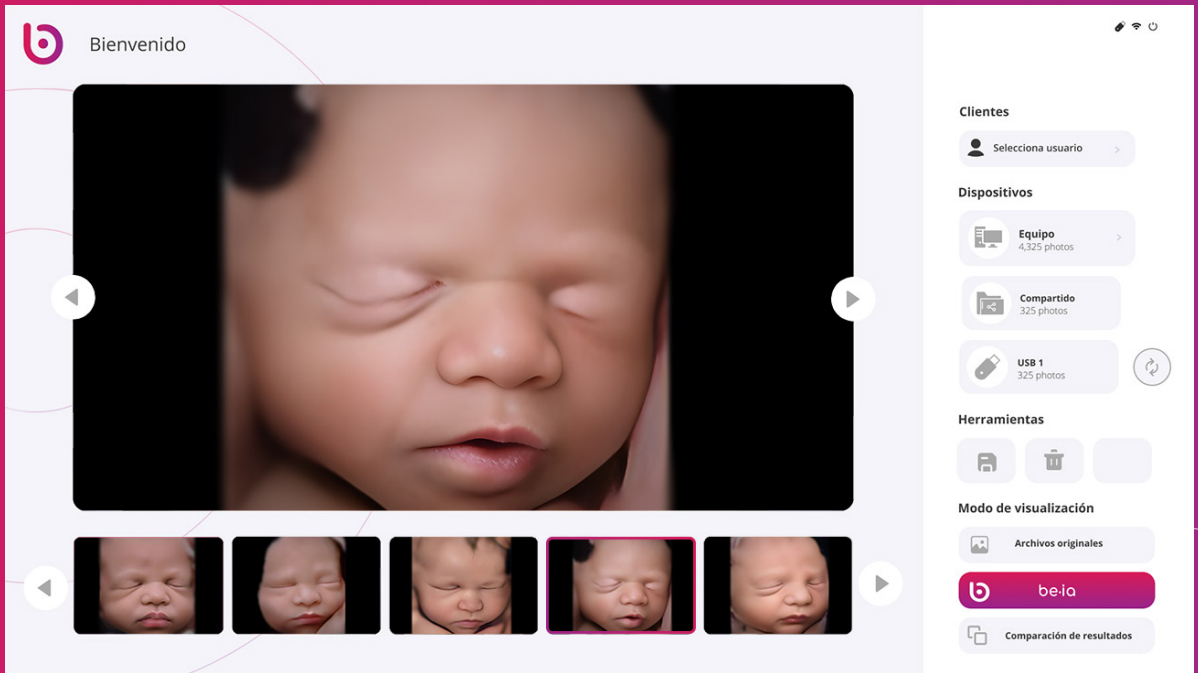 Bienvenido
Clientes
Selecciona usuario
Dispositivos
Equipo
4,325 photos
Compartido
325 photos
USB 1
325 photos
Herramientas
Modo de visualización
Archivos originales
be·ia
Comparación de resultados